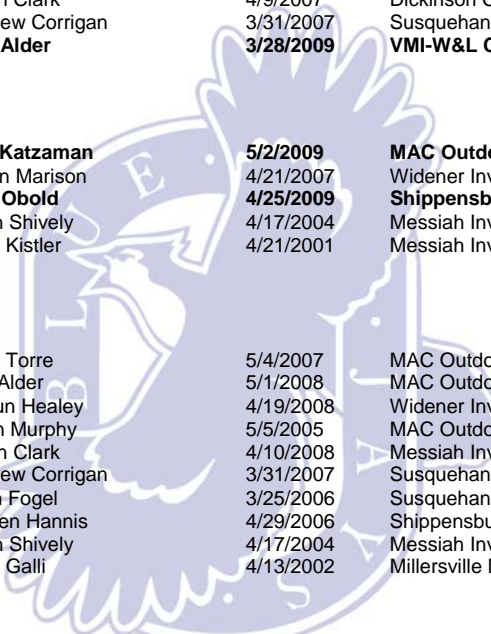 Clark 4/9/2007 Dickinson
ew Corrigan 3/31/2007 Susquehan
Alder 3/28/2009 VMI-W&L
Katzaman 5/2/2009 MAC Outdo
n Marison 4/21/2007 Widener Inv
Obold 4/25/2009 Shippensb
n Shively 4/17/2004 Messiah Inv
Kistler 4/21/2001 Messiah Inv
Torre 5/4/2007 MAC Outdo
Alder 5/1/2008 MAC Outdo
un Healey 4/19/2008 Widener Inv
n Murphy 5/5/2005 MAC Outdo
n Clark 4/10/2008 Messiah Inv
ew Corrigan 3/31/2007 Susquehan
Fogel 3/25/2006 Susquehan
en Hannis 4/29/2006 Shippensbu
n Shively 4/17/2004 Messiah Inv
Galli 4/13/2002 Millersville
BLUE JAYS